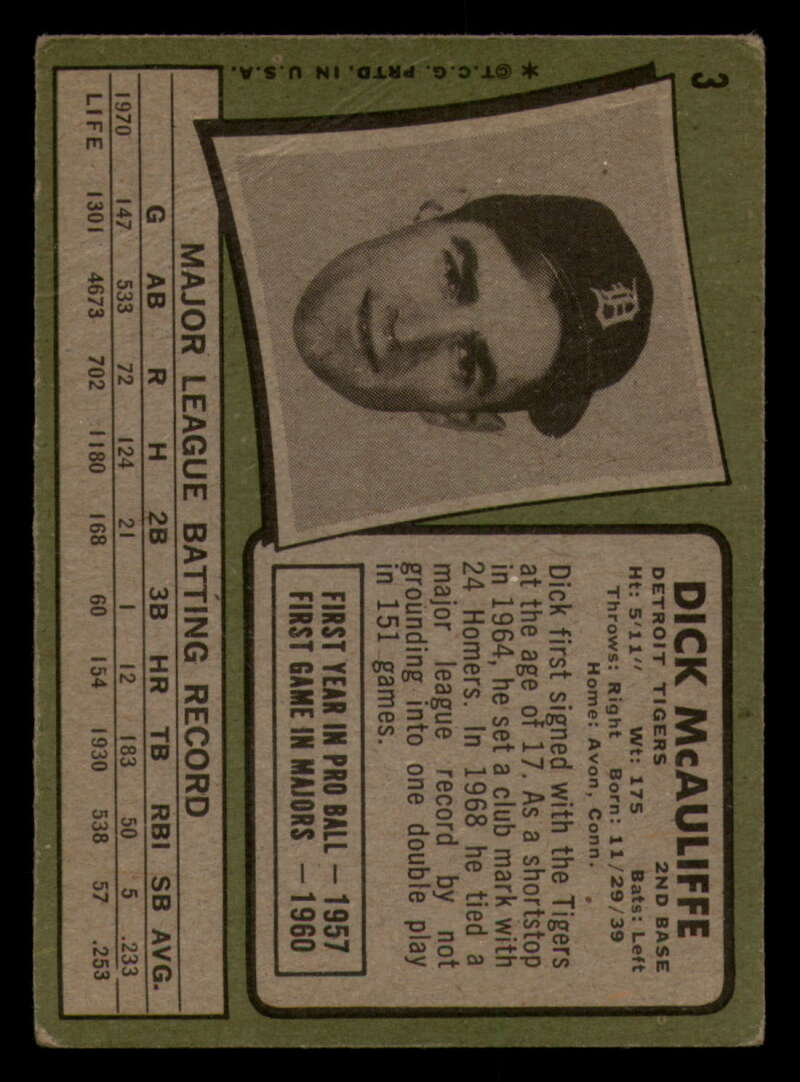 3
* ©T.C.G. PRTD. IN U.S.A.
D
DICK McAULIFFE
DETROIT TIGERS 2ND BASE
Ht: 5'11" Wt: 175 Bats: Left
Throws: Right Born: 11/29/39
Home: Avon, Conn.
Dick first signed with the Tigers
at the age of 17. As a shortstop
in 1964, he set a club mark with
24 Homers. In 1968 he tied a
major league record by not
grounding into one double play
in 151 games.
FIRST YEAR IN PRO BALL — 1957
FIRST GAME IN MAJORS — 1960
MAJOR LEAGUE BATTING RECORD
G AB R H 2B 3B HR TB RBI SB AVG.
1970 147 533 72 124 21 1 12 183 50 5 .233
LIFE 1301 4673 702 1180 168 60 154 1930 538 57 .253